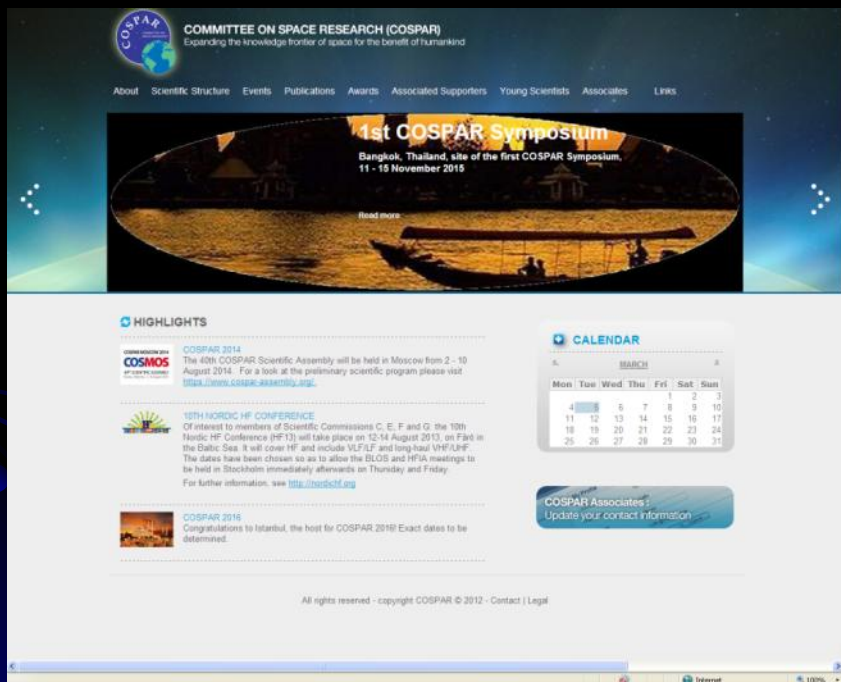 COSPAR
COMMITTEE ON SPACE RESEARCH (COSPAR)
Expanding the knowledge frontier of space for the benefit of humankind
About Scientific Structure Events Publications Awards Associated Supporters Young Scientists Associates Links
1st COSPAR Symposium
Bangkok, Thailand, site of the first COSPAR Symposium,
11 - 15 November 2015
Read more
HIGHLIGHTS
COSPAR 2014
The 40th COSPAR Scientific Assembly will be held in Moscow from 2 - 10
August 2014. For a look at the preliminary scientific program please visit
https://www.cospar-assembly.org/.
COSMOS
10TH NORDIC HF CONFERENCE
Of interest to members of Scientific Commissions C, E, F and G: the 10th
Nordic HF Conference (HF13) will take place on 12-14 August 2013, on Fårö in
the Baltic Sea. It will cover HF and include VLF/LF and long-haul VHF/UHF.
The dates have been chosen so as to allow the BLOS and HFIA meetings to
be held in Stockholm immediately afterwards on Thursday and Friday.
For further information, see http://nordichf.org
COSPAR 2016
Congratulations to Istanbul, the host for COSPAR 2016! Exact dates to be
determined.
CALENDAR
MARCH
Mon Tue Wed Thu Fri Sat Sun
1 2 3
4 5 6 7 8 9 10
11 12 13 14 15 16 17
18 19 20 21 22 23 24
25 26 27 28 29 30 31
COSPAR Associates :
Update your contact information
All rights reserved - copyright COSPAR © 2012 - Contact | Legal
Internet
100%